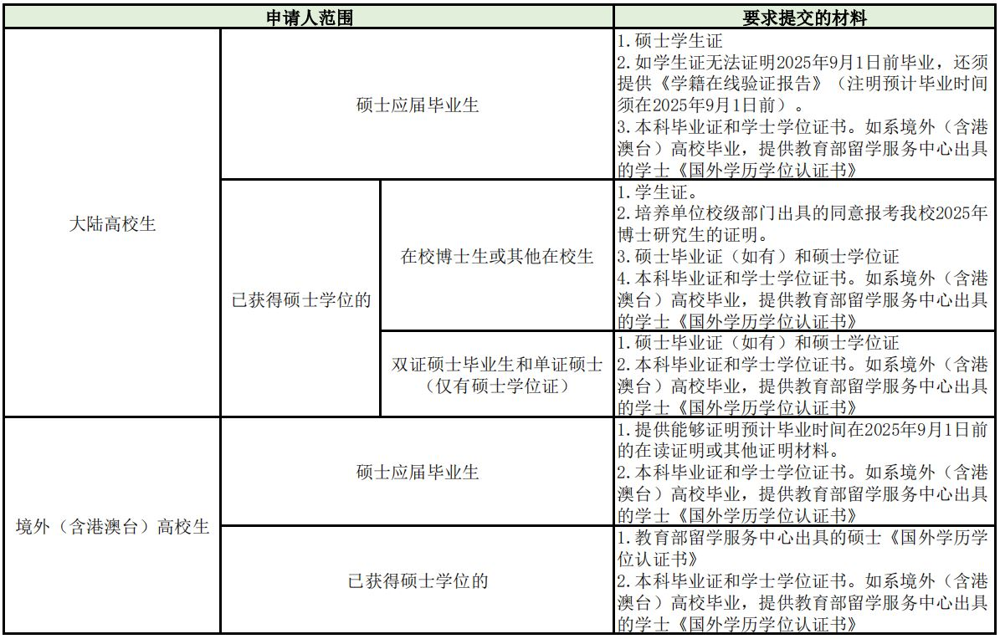 申请人范围
要求提交的材料
大陆高校生
硕士应届毕业生
1.硕士学生证
2.如学生证无法证明2025年9月1日前毕业，还须
提供《学籍在线验证报告》（注明预计毕业时间
须在2025年9月1日前）。
3.本科毕业证和学士学位证书。如系境外（含港
澳台）高校毕业，提供教育部留学服务中心出具
的学士《国外学历学位认证书》
已获得硕士学位的
在校博士生或其他在校生
1.学生证。
2.培养单位校级部门出具的同意报考我校2025年
博士研究生的证明。
3.硕士毕业证（如有）和硕士学位证
4.本科毕业证和学士学位证书。如系境外（含港
澳台）高校毕业，提供教育部留学服务中心出具
的学士《国外学历学位认证书》
双证硕士毕业生和单证硕士
（仅有硕士学位证）
1.硕士毕业证（如有）和硕士学位证
2.本科毕业证和学士学位证书。如系境外（含港
澳台）高校毕业，提供教育部留学服务中心出具
的学士《国外学历学位认证书》
境外（含港澳台）高校生
硕士应届毕业生
1.提供能够证明预计毕业时间在2025年9月1日前
的在读证明或其他证明材料。
2.本科毕业证和学士学位证书。如系境外（含港
澳台）高校毕业，提供教育部留学服务中心出具
的学士《国外学历学位认证书》
已获得硕士学位的
1.教育部留学服务中心出具的硕士《国外学历学
位认证书》
2.本科毕业证和学士学位证书。如系境外（含港
澳台）高校毕业，提供教育部留学服务中心出具
的学士《国外学历学位认证书》